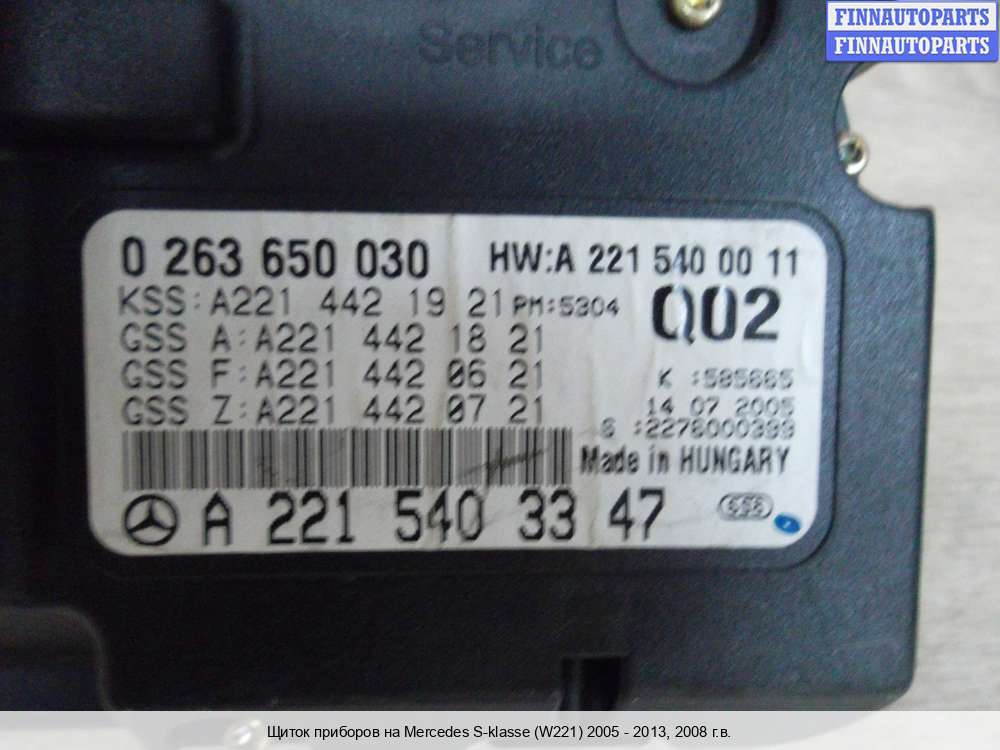 FINNAUTOPARTS
FINNAUTOPARTS
Service
0 263 650 030 HW:A 221 540 00 11
KSS:A221 442 19 21 PM:5304 Q02
GSS A:A221 442 18 21
GSS F:A221 442 06 21 K :585665
GSS Z:A221 442 07 21 14 07 2005
S :2276000399
Made in HUNGARY
A 221 540 33 47
Щиток приборов на Mercedes S-klasse (W221) 2005 - 2013, 2008 г.в.